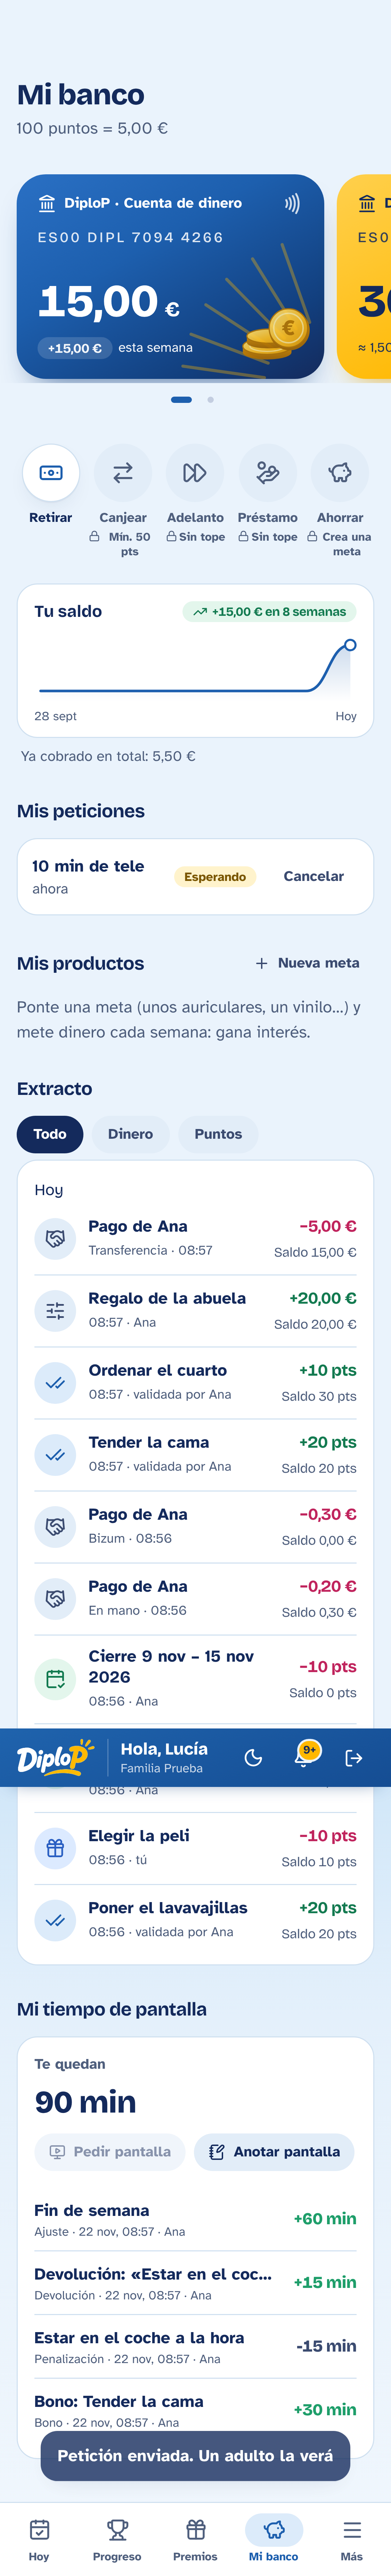 Mi banco
100 puntos = 5,00 €
DiploP · Cuenta de dinero
ES00 DIPL 7094 4266
15,00 €
+15,00 € esta semana
ES0
≈ 1,50
Retirar
Canjear
Mín. 50 pts
Adelanto
Sin tope
Préstamo
Sin tope
Ahorrar
Crea una meta
Tu saldo
+15,00 € en 8 semanas
28 sept
Hoy
Ya cobrado en total: 5,50 €
Mis peticiones
10 min de tele
ahora
Esperando
Cancelar
Mis productos
+ Nueva meta
Ponte una meta (unos auriculares, un vinilo…) y
mete dinero cada semana: gana interés.
Extracto
Todo
Dinero
Puntos
Hoy
Pago de Ana
−5,00 €
Transferencia · 08:57
Saldo 15,00 €
Regalo de la abuela
+20,00 €
08:57 · Ana
Saldo 20,00 €
Ordenar el cuarto
+10 pts
08:57 · validada por Ana
Saldo 30 pts
Tender la cama
+20 pts
08:57 · validada por Ana
Saldo 20 pts
Pago de Ana
−0,30 €
Bizum · 08:56
Saldo 0,00 €
Pago de Ana
−0,20 €
En mano · 08:56
Saldo 0,30 €
Cierre 9 nov – 15 nov
2026
−10 pts
08:56 · Ana
Saldo 0 pts
DiploP
Hola, Lucía
Familia Prueba
9+
08:56 · Ana
Elegir la peli
−10 pts
08:56 · tú
Saldo 10 pts
Poner el lavavajillas
+20 pts
08:56 · validada por Ana
Saldo 20 pts
Mi tiempo de pantalla
Te quedan
90 min
Pedir pantalla
Anotar pantalla
Fin de semana
+60 min
Ajuste · 22 nov, 08:57 · Ana
Devolución: «Estar en el coc…
+15 min
Devolución · 22 nov, 08:57 · Ana
Estar en el coche a la hora
-15 min
Penalización · 22 nov, 08:57 · Ana
Bono: Tender la cama
+30 min
Bono · 22 nov, 08:57 · Ana
Petición enviada. Un adulto la verá
Hoy
Progreso
Premios
Mi banco
Más